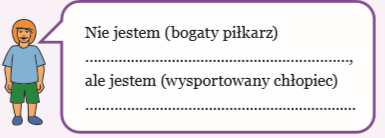 Nie jestem (bogaty piłkarz)
......................................................,
ale jestem (wysportowany chłopiec)
.......................................................